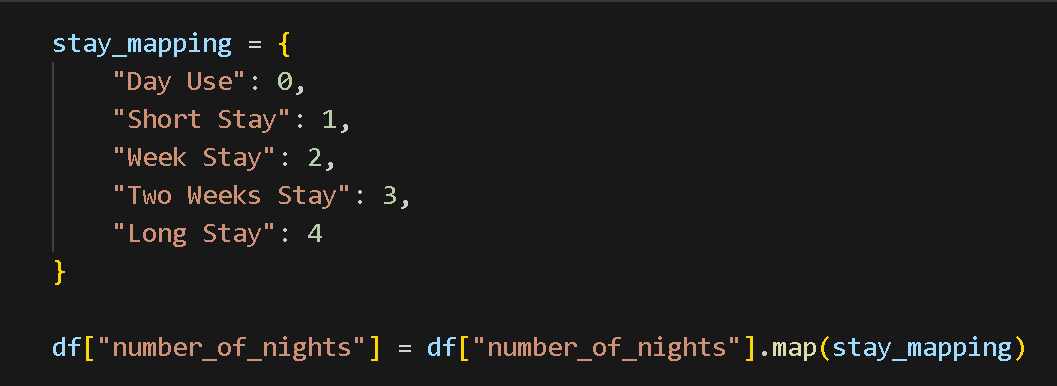 stay_mapping = {
    "Day Use": 0,
    "Short Stay": 1,
    "Week Stay": 2,
    "Two Weeks Stay": 3,
    "Long Stay": 4
}
df["number_of_nights"] = df["number_of_nights"].map(stay_mapping)